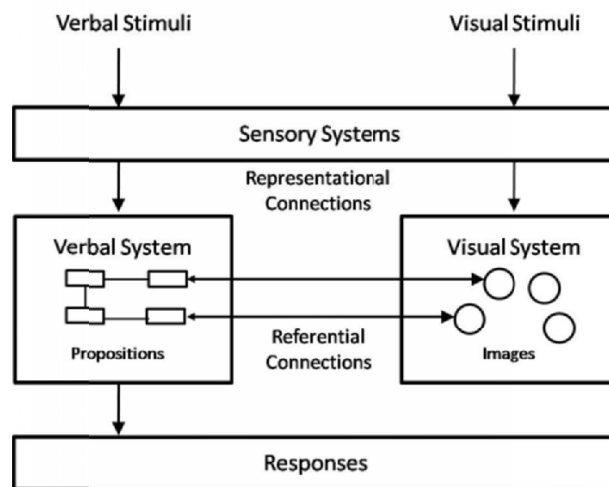 Verbal Stimuli
Visual Stimuli
Sensory Systems
Representational
Connections
Verbal System
Visual System
Referential
Connections
Propositions
Images
Responses